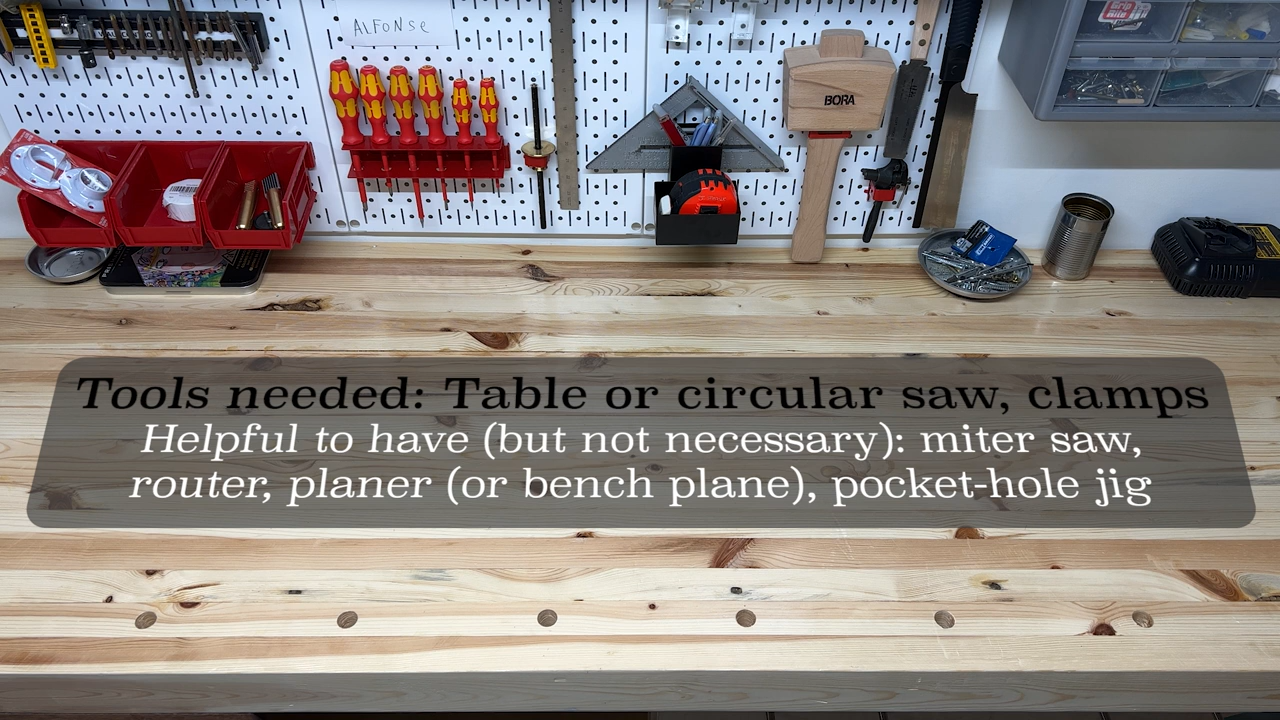 ALFONSE
BORA
Tools needed: Table or circular saw, clamps
Helpful to have (but not necessary): miter saw,
router, planer (or bench plane), pocket-hole jig